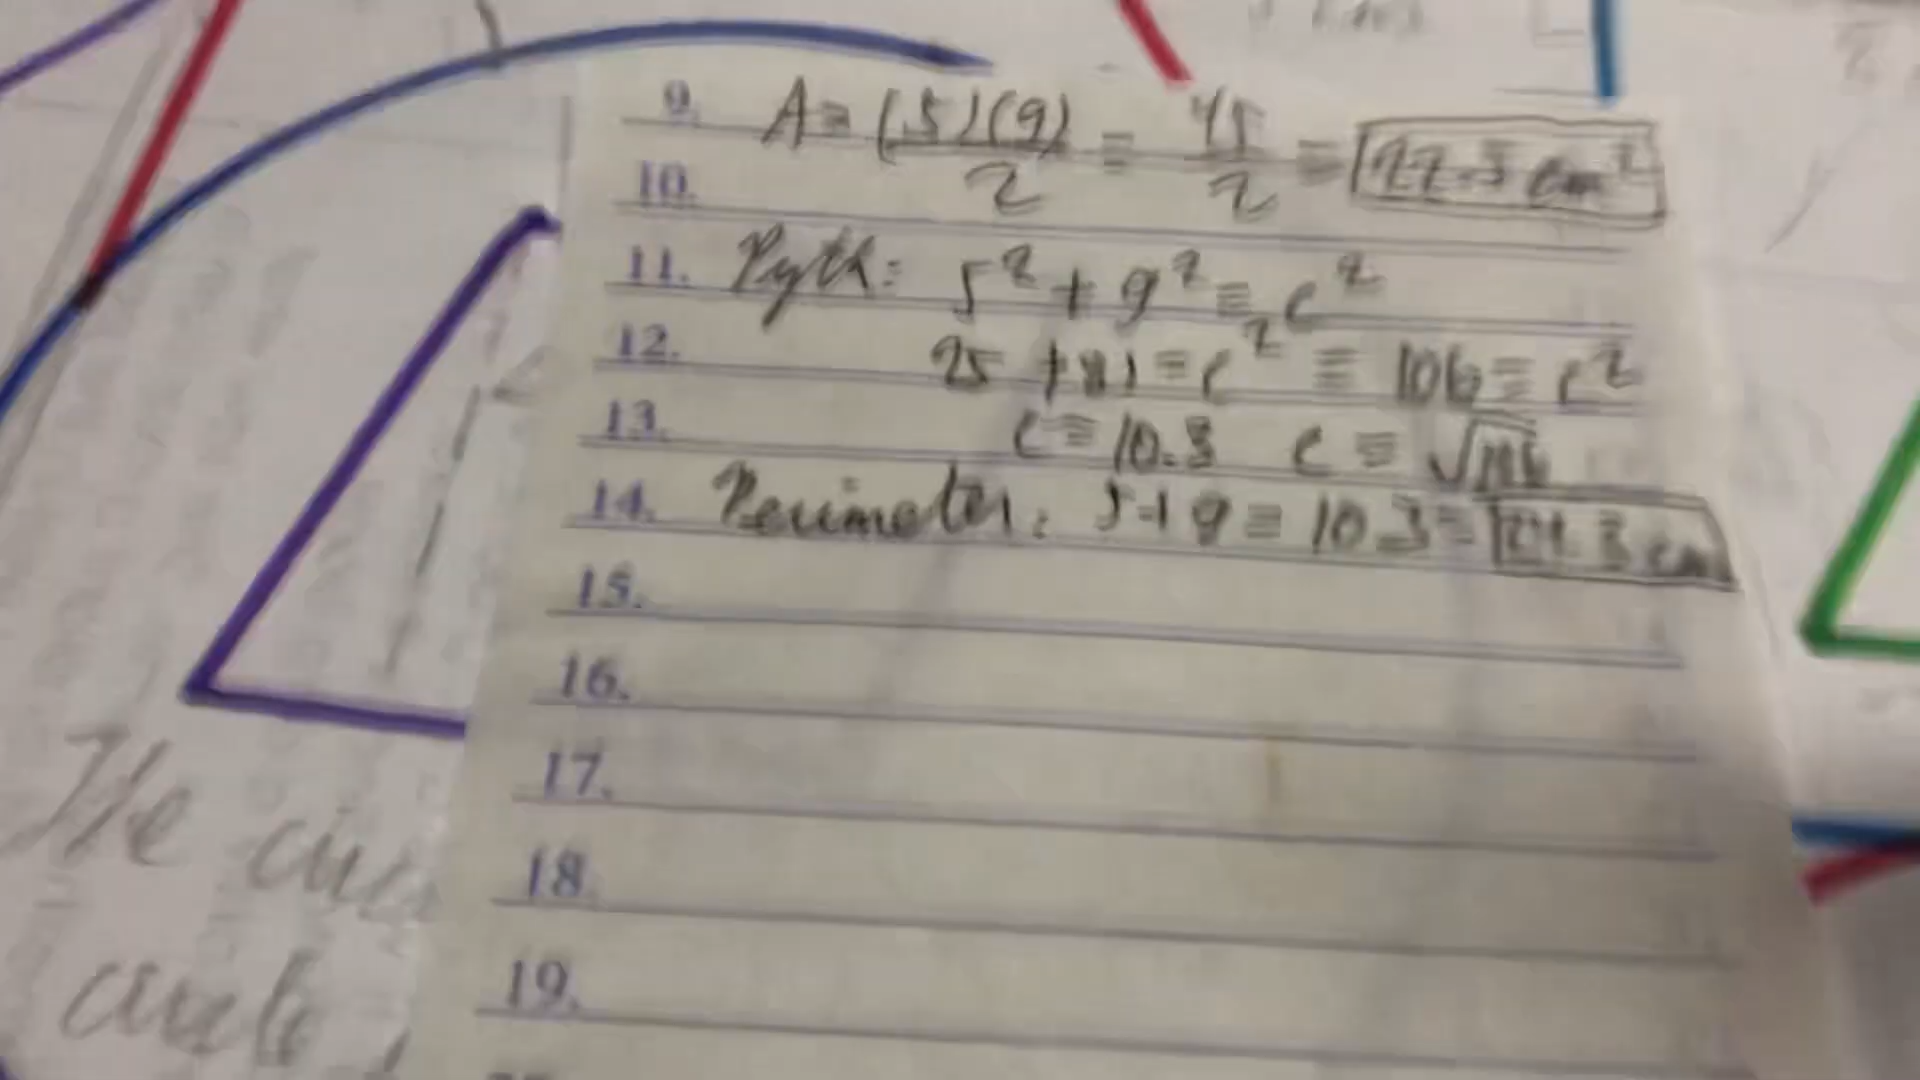 9. A = (5)(9)/2 = 45/2 = 22.5 cm²
10.
11. Pyth: 5² + 9² = c²
12. 25 + 81 = c² = 106 = c²
13. c = 10.3 c = √106
14. Perimeter: 5 + 9 = 10.3 = 24.3 cm
15.
16.
17.
18.
19.
The
circle